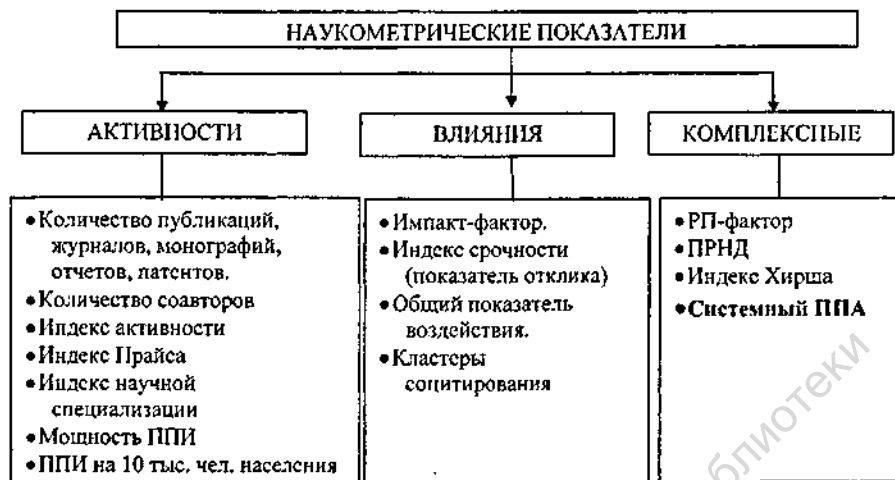 НАУКОМЕТРИЧЕСКИЕ ПОКАЗАТЕЛИ
АКТИВНОСТИ
ВЛИЯНИЯ
КОМПЛЕКСНЫЕ
•Количество публикаций,
журналов, монографий,
отчетов, патентов.
•Количество соавторов
•Индекс активности
•Индекс Прайса
•Индекс научной
специализации
•Мощность ППИ
•ППИ на 10 тыс. чел. населения
•Импакт-фактор.
•Индекс срочности
(показатель отклика)
•Общий показатель
воздействия.
•Кластеры
социтирования
•РП-фактор
•ПРНД
•Индекс Хирша
•Системный ППА